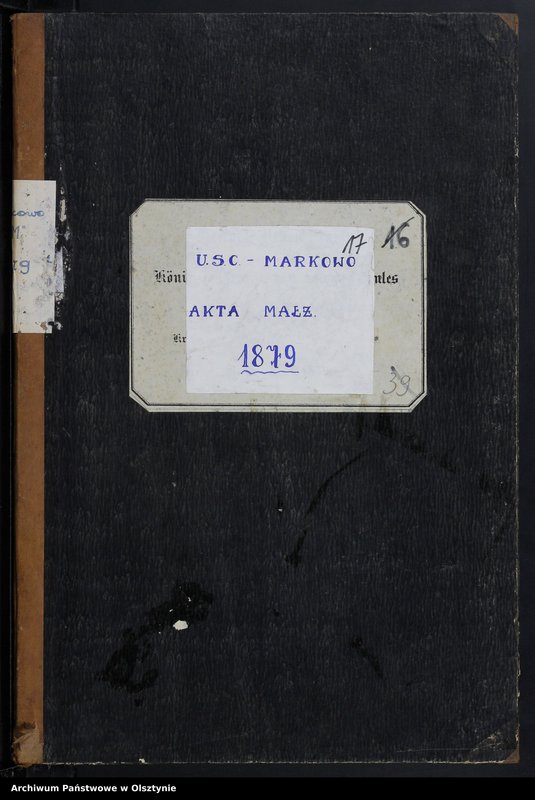 17 16
U.S.C. - MARKOWO
AKTA MAŁŻ.
1879
39
Archiwum Państwowe w Olsztynie